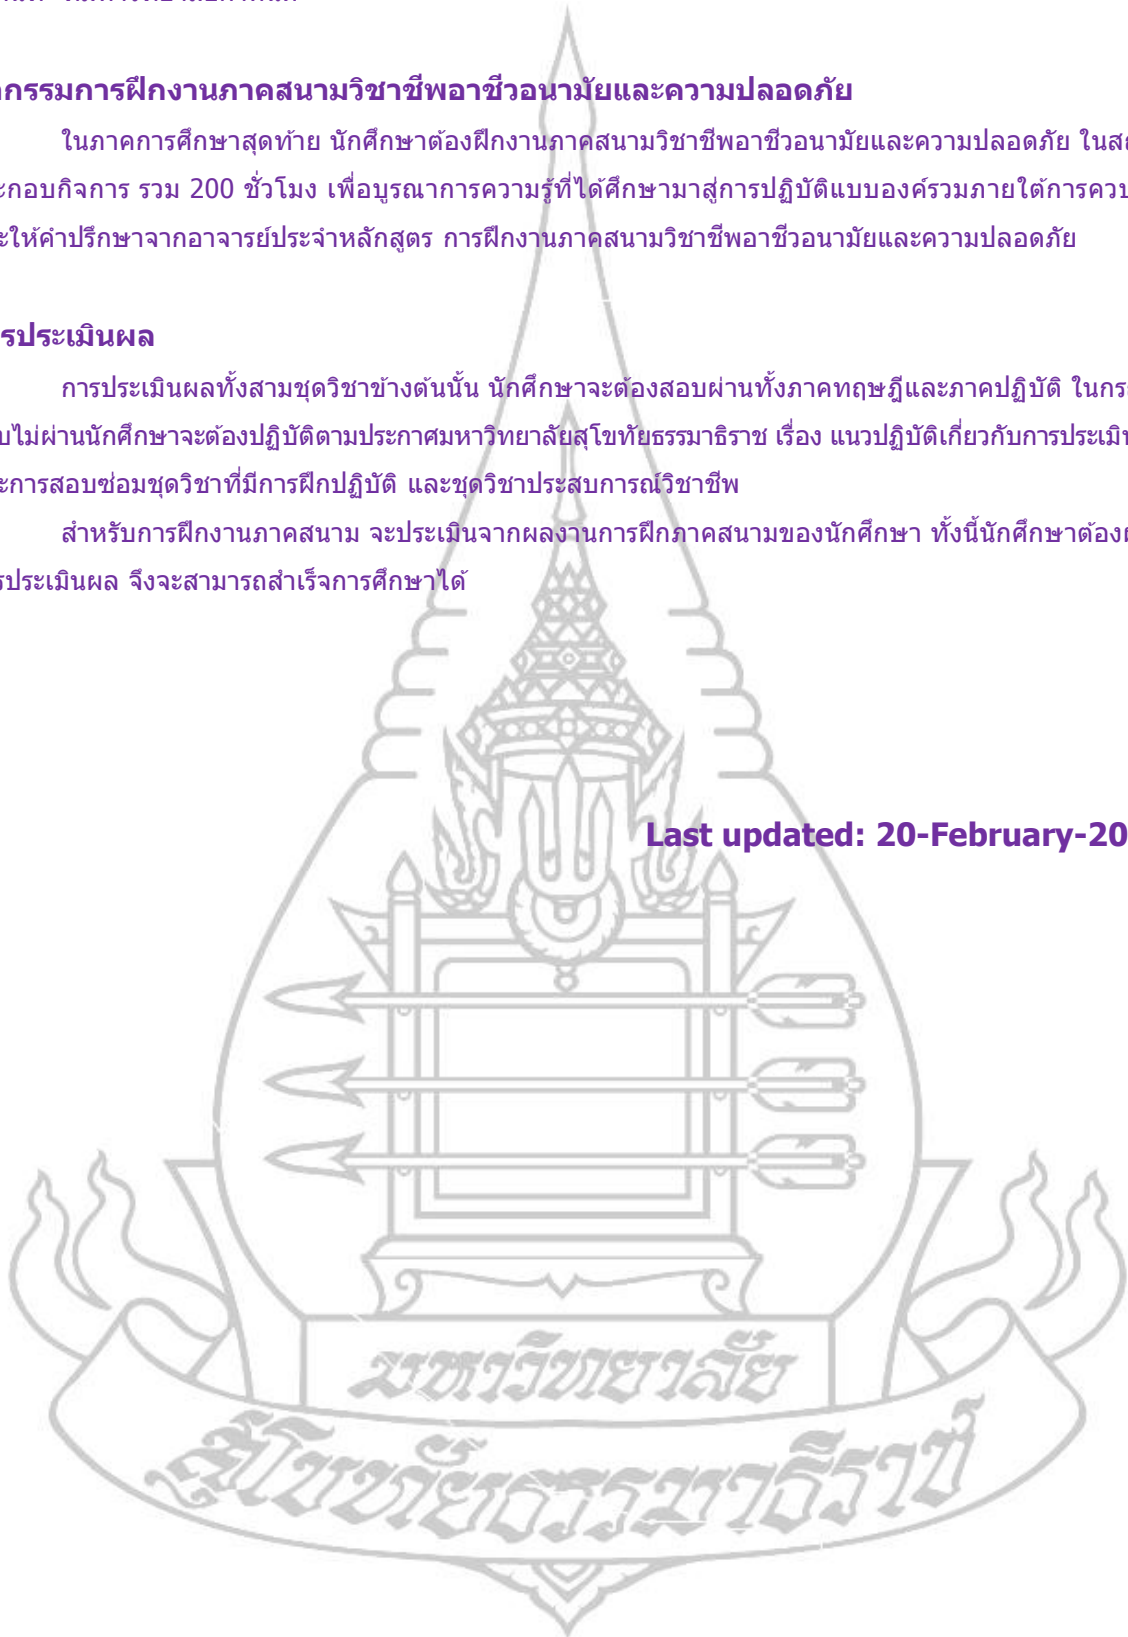 กรรมการฝึกงานภาคสนามวิชาชีพอาชีวอนามัยและความปลอดภัย
ในภาคการศึกษาสุดท้าย นักศึกษาต้องฝึกงานภาคสนามวิชาชีพอาชีวอนามัยและความปลอดภัย ในส
ะกอบกิจการ รวม 200 ชั่วโมง เพื่อบูรณาการความรู้ที่ได้ศึกษามาสู่การปฏิบัติแบบองค์รวมภายใต้การควบ
ะให้คำปรึกษาจากอาจารย์ประจำหลักสูตร การฝึกงานภาคสนามวิชาชีพอาชีวอนามัยและความปลอดภัย
รประเมินผล
การประเมินผลทั้งสามชุดวิชาข้างต้นนั้น นักศึกษาจะต้องสอบผ่านทั้งภาคทฤษฎีและภาคปฏิบัติ ในกร
บไม่ผ่านนักศึกษาจะต้องปฏิบัติตามประกาศมหาวิทยาลัยสุโขทัยธรรมาธิราช เรื่อง แนวปฏิบัติเกี่ยวกับการประเมิน
ะการสอบซ่อมชุดวิชาที่มีการฝึกปฏิบัติ และชุดวิชาประสบการณ์วิชาชีพ
สำหรับการฝึกงานภาคสนาม จะประเมินจากผลงานการฝึกภาคสนามของนักศึกษา ทั้งนี้นักศึกษาต้อง
รประเมินผล จึงจะสามารถสำเร็จการศึกษาได้
Last updated: 20-February-20
มหาวิทยาลัย
สุโขทัยธรรมาธิราช